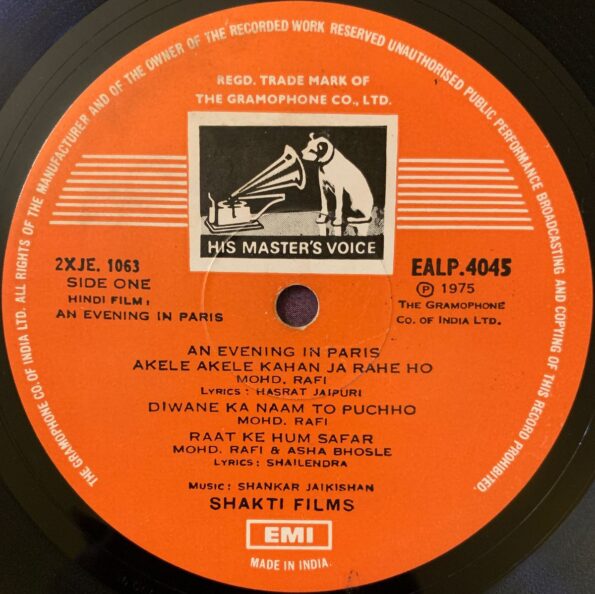 THE GRAMOPHONE CO. OF INDIA LTD. ALL RIGHTS OF THE MANUFACTURER AND OF THE OWNER OF THE RECORDED WORK RESERVED UNAUTHORISED PUBLIC PERFORMANCE BROADCASTING AND COPYING OF THIS RECORD PROHIBITED.
REGD. TRADE MARK OF
THE GRAMOPHONE CO., LTD.
HIS MASTER'S VOICE
2XJE. 1063
SIDE ONE
HINDI FILM:
AN EVENING IN PARIS
EALP.4045
℗ 1975
THE GRAMOPHONE
CO. OF INDIA LTD.
AN EVENING IN PARIS
AKELE AKELE KAHAN JA RAHE HO
MOHD. RAFI
LYRICS: HASRAT JAIPURI
DIWANE KA NAAM TO PUCHHO
MOHD. RAFI
RAAT KE HUM SAFAR
MOHD. RAFI & ASHA BHOSLE
LYRICS: SHAILENDRA
MUSIC: SHANKAR JAIKISHAN
SHAKTI FILMS
EMI
MADE IN INDIA.